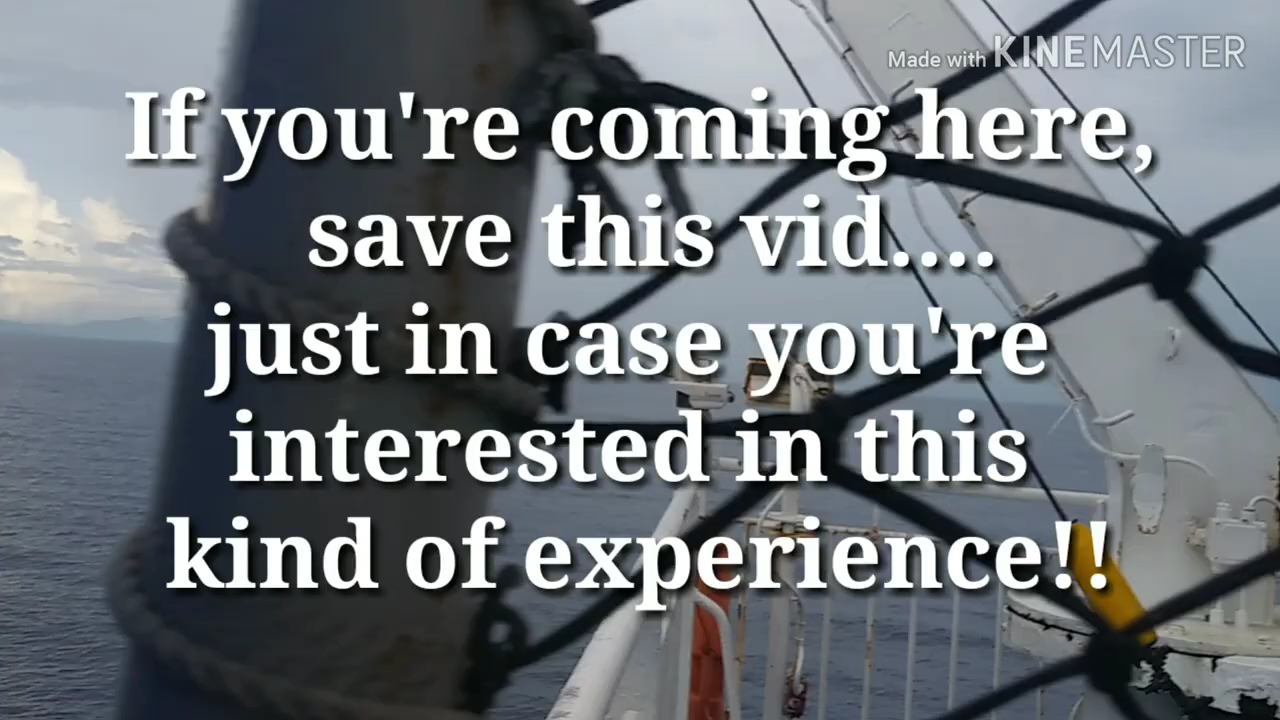 Made with KINEMASTER
If you're coming here,
save this vid....
just in case you're
interested in this
kind of experience!!